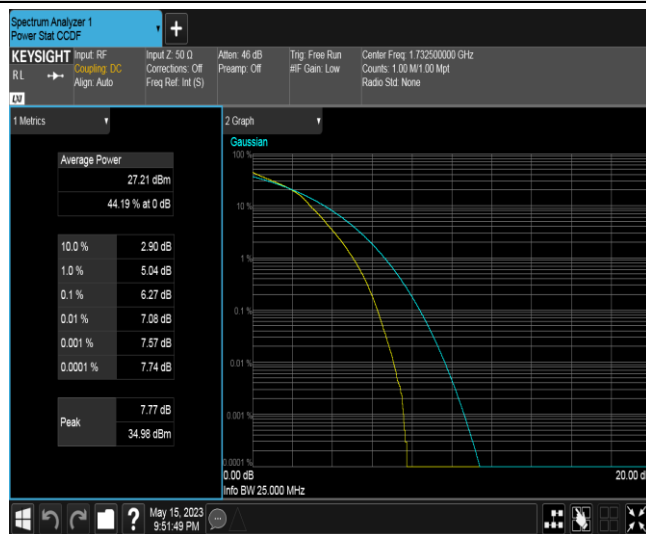 Spectrum Analyzer 1
Power Stat CCDF
+
KEYSIGHT
RL
LXI
Input: RF
Coupling: DC
Align: Auto
Input Z: 50 Ω
Corrections: Off
Freq Ref: Int (S)
Atten: 46 dB
Preamp: Off
Trig: Free Run
#IF Gain: Low
Center Freq: 1.732500000 GHz
Counts: 1.00 M/1.00 Mpt
Radio Std: None
1 Metrics
Average Power
27.21 dBm
44.19 % at 0 dB
10.0 % 2.90 dB
1.0 % 5.04 dB
0.1 % 6.27 dB
0.01 % 7.08 dB
0.001 % 7.57 dB
0.0001 % 7.74 dB
Peak
7.77 dB
34.98 dBm
2 Graph
Gaussian
100 %
10 %
1 %
0.1 %
0.01 %
0.001 %
0.0001 %
0.00 dB
20.00 d
Info BW 25.000 MHz
?
May 15, 2023
9:51:49 PM